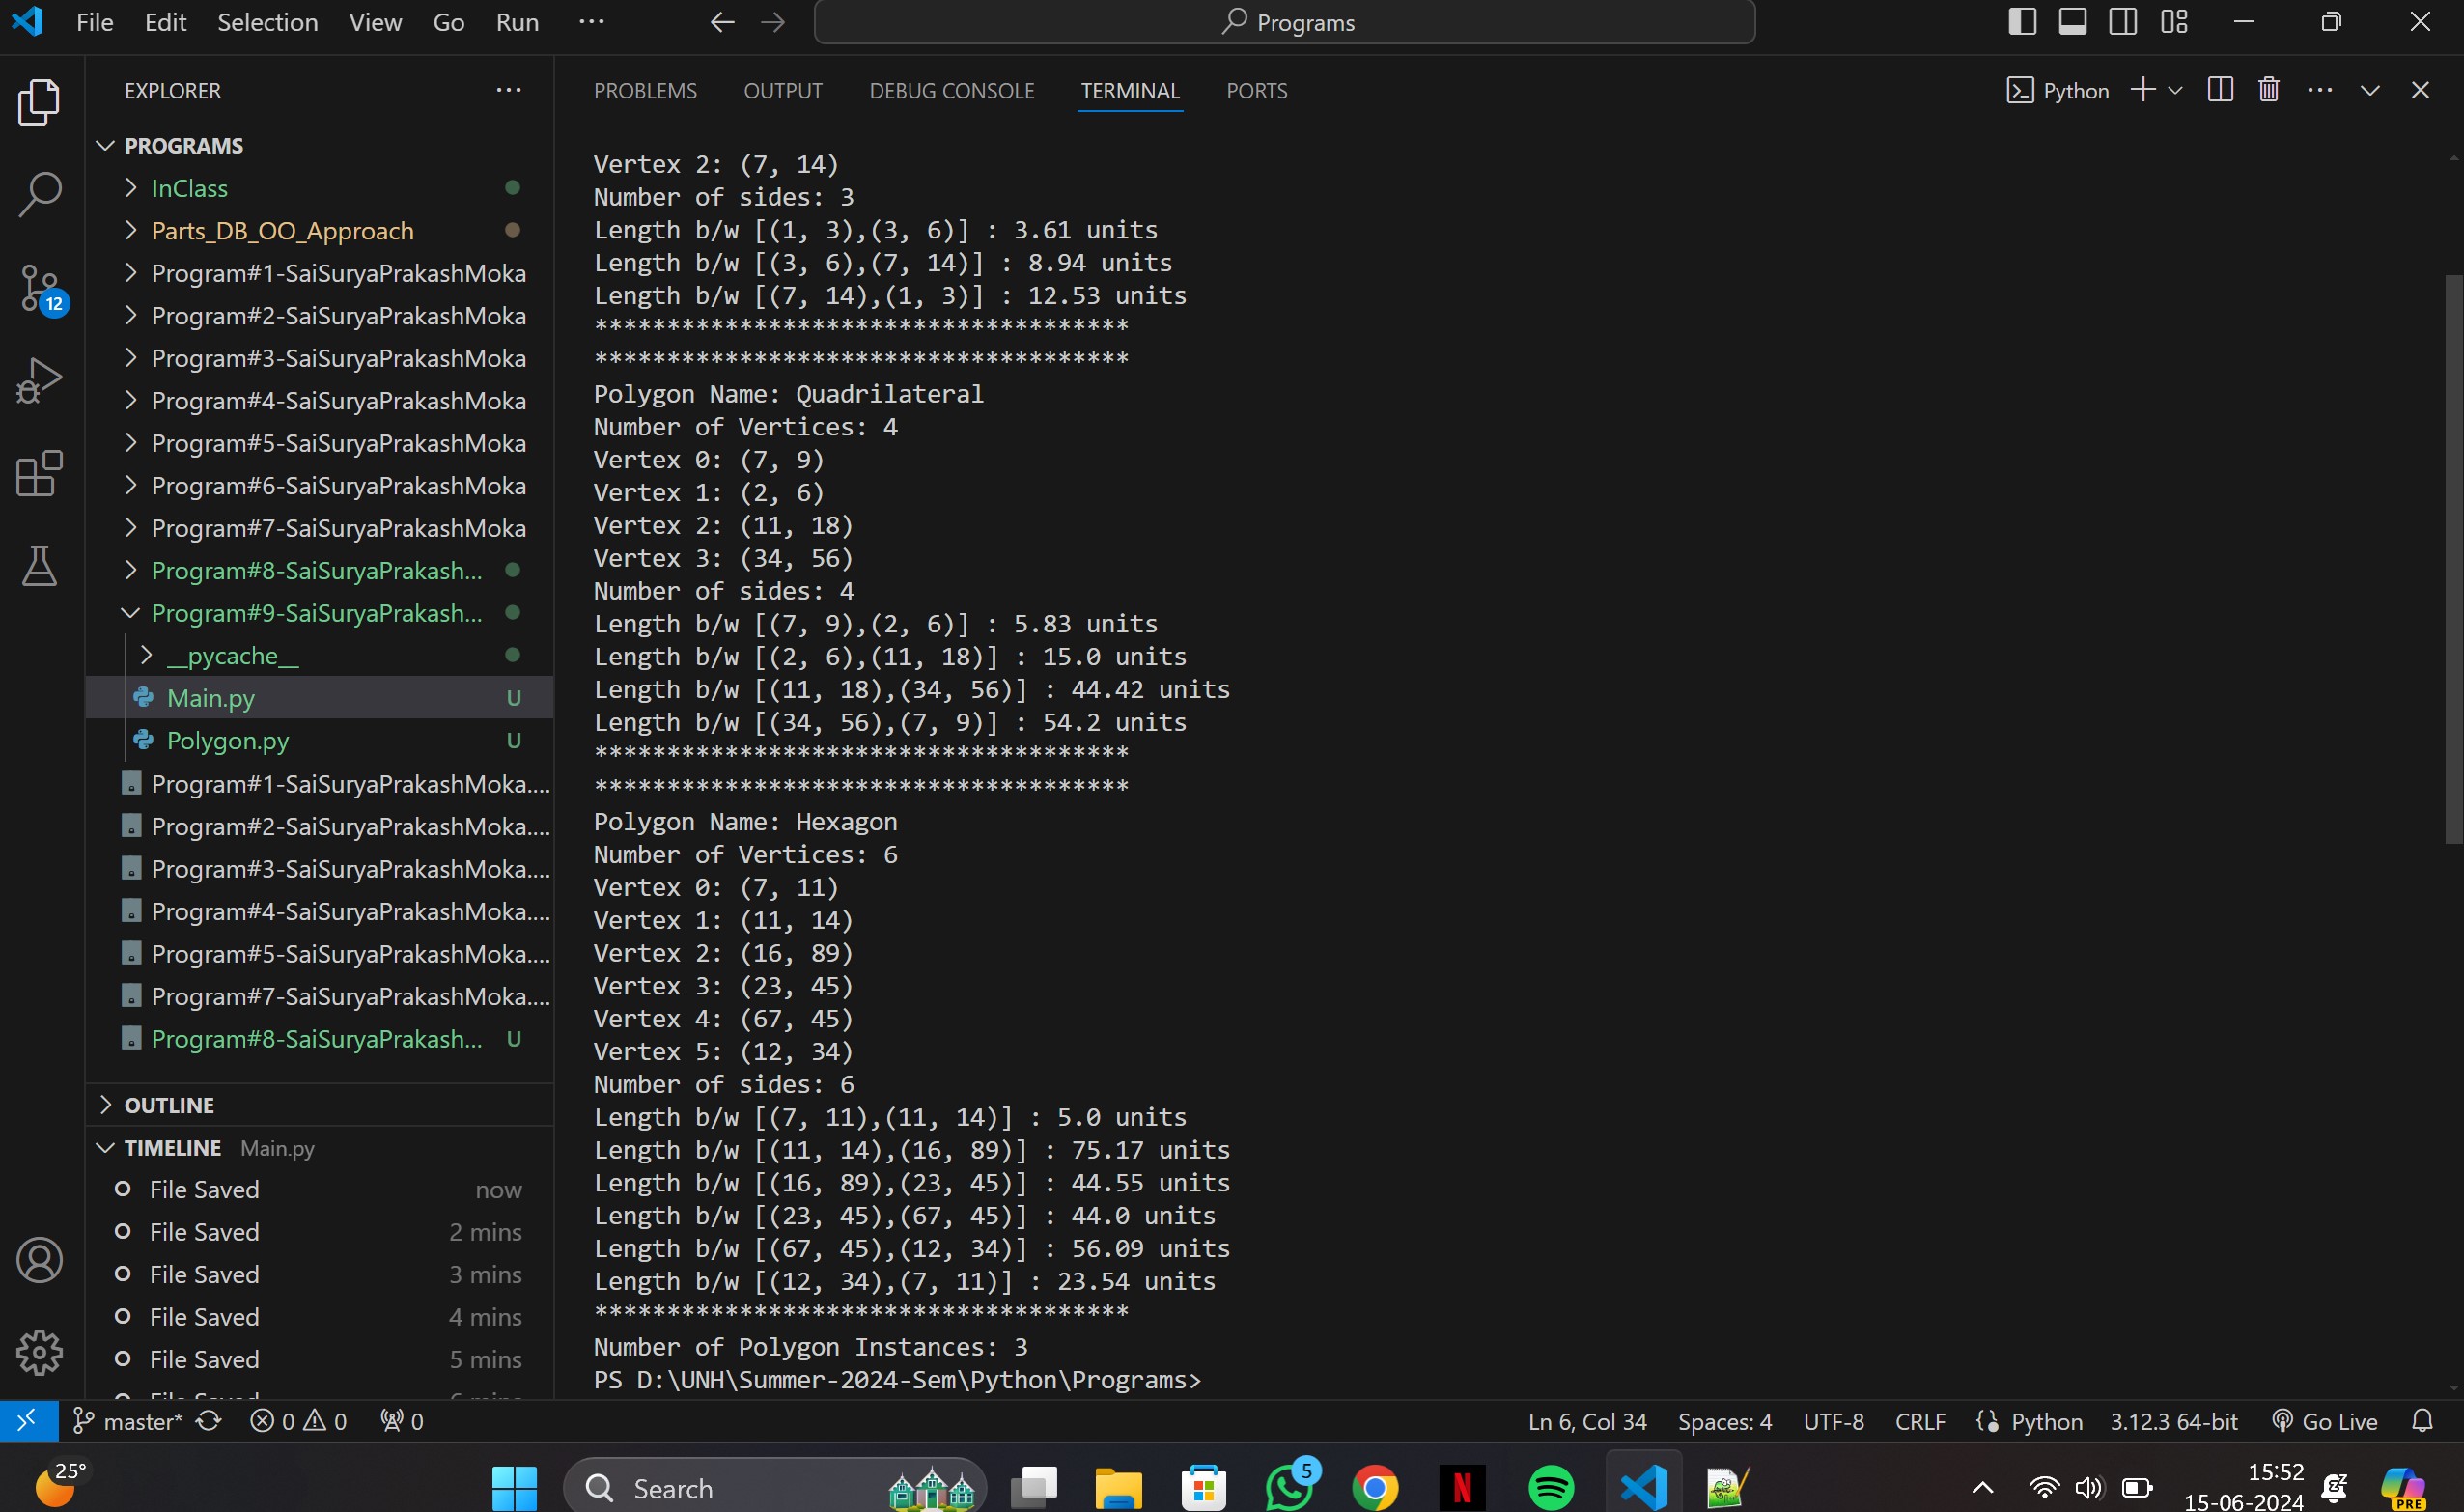 File Edit Selection View Go Run ··· Programs
EXPLORER ···
PROGRAMS
InClass
Parts_DB_OO_Approach
Program#1-SaiSuryaPrakashMoka
Program#2-SaiSuryaPrakashMoka
Program#3-SaiSuryaPrakashMoka
Program#4-SaiSuryaPrakashMoka
Program#5-SaiSuryaPrakashMoka
Program#6-SaiSuryaPrakashMoka
Program#7-SaiSuryaPrakashMoka
Program#8-SaiSuryaPrakash...
Program#9-SaiSuryaPrakash...
__pycache__
Main.py U
Polygon.py U
Program#1-SaiSuryaPrakashMoka....
Program#2-SaiSuryaPrakashMoka....
Program#3-SaiSuryaPrakashMoka....
Program#4-SaiSuryaPrakashMoka....
Program#5-SaiSuryaPrakashMoka....
Program#7-SaiSuryaPrakashMoka....
Program#8-SaiSuryaPrakash... U
12
OUTLINE
TIMELINE Main.py
File Saved now
File Saved 2 mins
File Saved 3 mins
File Saved 4 mins
File Saved 5 mins
PROBLEMS OUTPUT DEBUG CONSOLE TERMINAL PORTS Python
Vertex 2: (7, 14)
Number of sides: 3
Length b/w [(1, 3),(3, 6)] : 3.61 units
Length b/w [(3, 6),(7, 14)] : 8.94 units
Length b/w [(7, 14),(1, 3)] : 12.53 units
*************************************
*************************************
Polygon Name: Quadrilateral
Number of Vertices: 4
Vertex 0: (7, 9)
Vertex 1: (2, 6)
Vertex 2: (11, 18)
Vertex 3: (34, 56)
Number of sides: 4
Length b/w [(7, 9),(2, 6)] : 5.83 units
Length b/w [(2, 6),(11, 18)] : 15.0 units
Length b/w [(11, 18),(34, 56)] : 44.42 units
Length b/w [(34, 56),(7, 9)] : 54.2 units
*************************************
*************************************
Polygon Name: Hexagon
Number of Vertices: 6
Vertex 0: (7, 11)
Vertex 1: (11, 14)
Vertex 2: (16, 89)
Vertex 3: (23, 45)
Vertex 4: (67, 45)
Vertex 5: (12, 34)
Number of sides: 6
Length b/w [(7, 11),(11, 14)] : 5.0 units
Length b/w [(11, 14),(16, 89)] : 75.17 units
Length b/w [(16, 89),(23, 45)] : 44.55 units
Length b/w [(23, 45),(67, 45)] : 44.0 units
Length b/w [(67, 45),(12, 34)] : 56.09 units
Length b/w [(12, 34),(7, 11)] : 23.54 units
*************************************
Number of Polygon Instances: 3
PS D:\UNH\Summer-2024-Sem\Python\Programs>
master* 0 0 0 Ln 6, Col 34 Spaces: 4 UTF-8 CRLF Python 3.12.3 64-bit Go Live
25° Search 5 N 15:52
15-06-2024 PRE